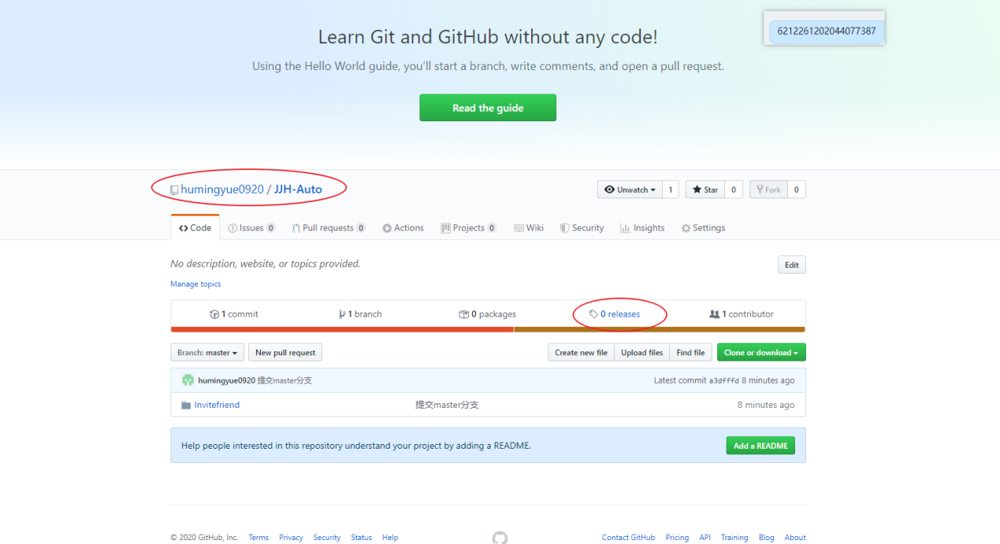 Learn Git and GitHub without any code!
6212261202044077387
Using the Hello World guide, you’ll start a branch, write comments, and open a pull request.
Read the guide
humingyue0920 / JJH-Auto
Unwatch 1 Star 0 Fork 0
Code Issues 0 Pull requests 0 Actions Projects 0 Wiki Security Insights Settings
No description, website, or topics provided.
Edit
Manage topics
1 commit 1 branch 0 packages 0 releases 1 contributor
Branch: master New pull request Create new file Upload files Find file Clone or download
humingyue0920 提交master分支 Latest commit a3dfffd 8 minutes ago
Invitefriend 提交master分支 8 minutes ago
Help people interested in this repository understand your project by adding a README. Add a README
© 2020 GitHub, Inc. Terms Privacy Security Status Help Contact GitHub Pricing API Training Blog About